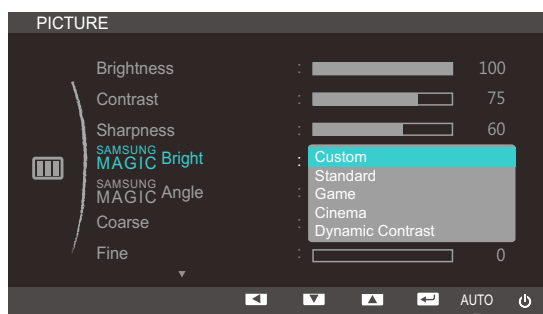 PICTURE
Brightness : 100
Contrast : 75
Sharpness : 60
SAMSUNG
MAGIC Bright : Custom
Standard
SAMSUNG
MAGIC Angle : Game
Cinema
Coarse : Dynamic Contrast
Fine : 0
AUTO